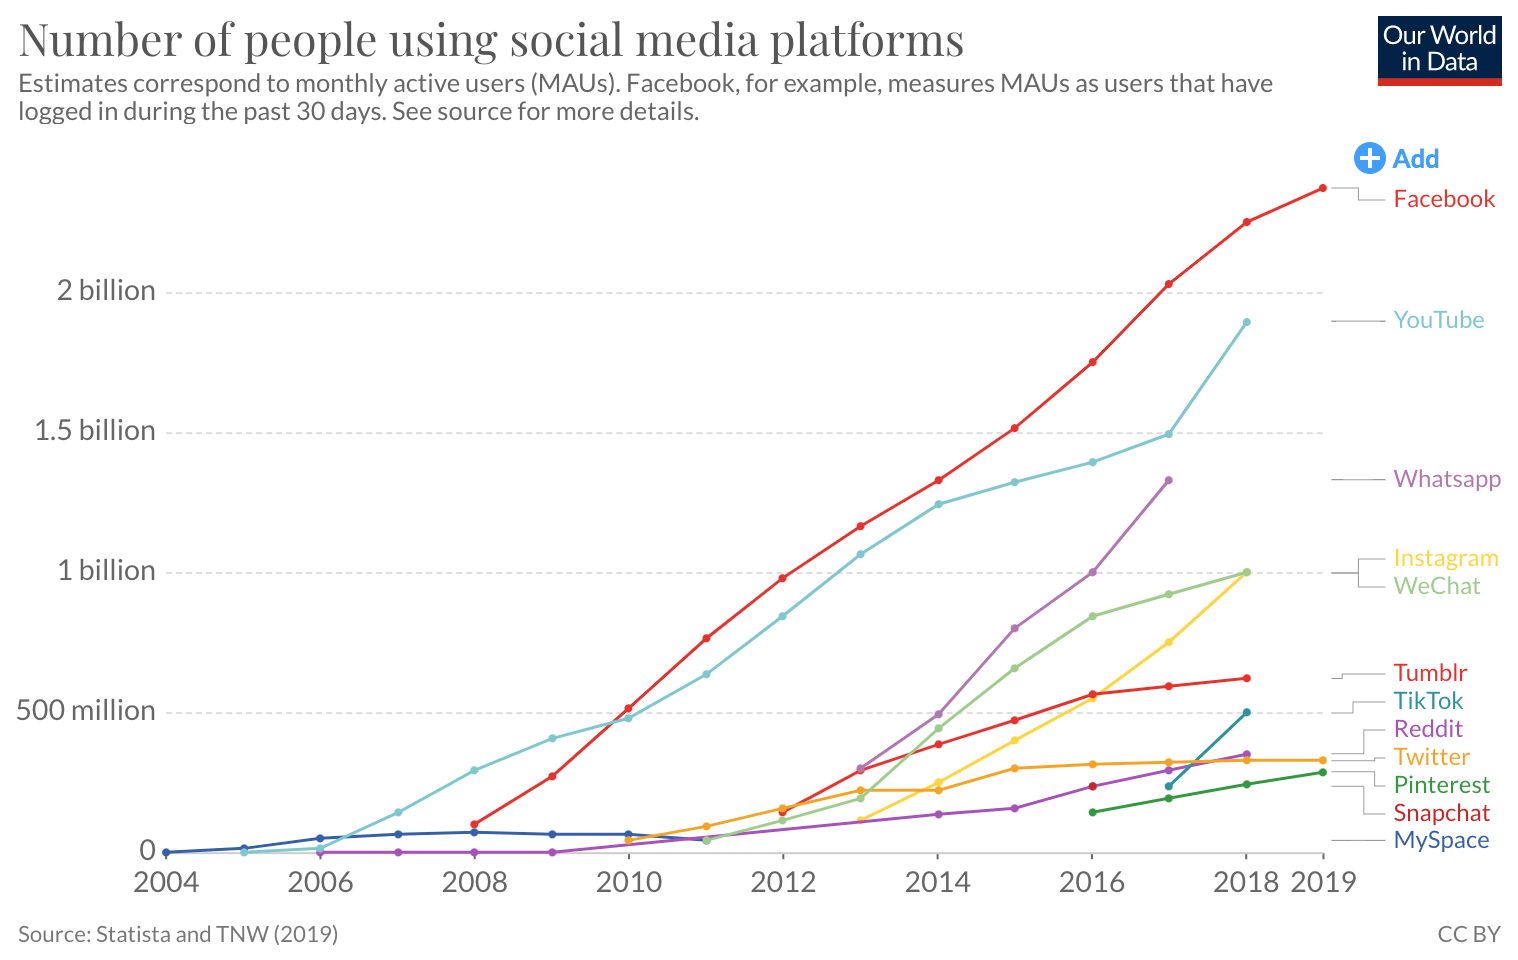 Number of people using social media platforms
Our World
in Data
Estimates correspond to monthly active users (MAUs). Facebook, for example, measures MAUs as users that have
logged in during the past 30 days. See source for more details.
Add
Facebook
2 billion
YouTube
1.5 billion
Whatsapp
Instagram
1 billion
WeChat
Tumblr
TikTok
500 million
Reddit
Twitter
Pinterest
Snapchat
MySpace
0
2004 2006 2008 2010 2012 2014 2016 2018 2019
Source: Statista and TNW (2019)
CC BY